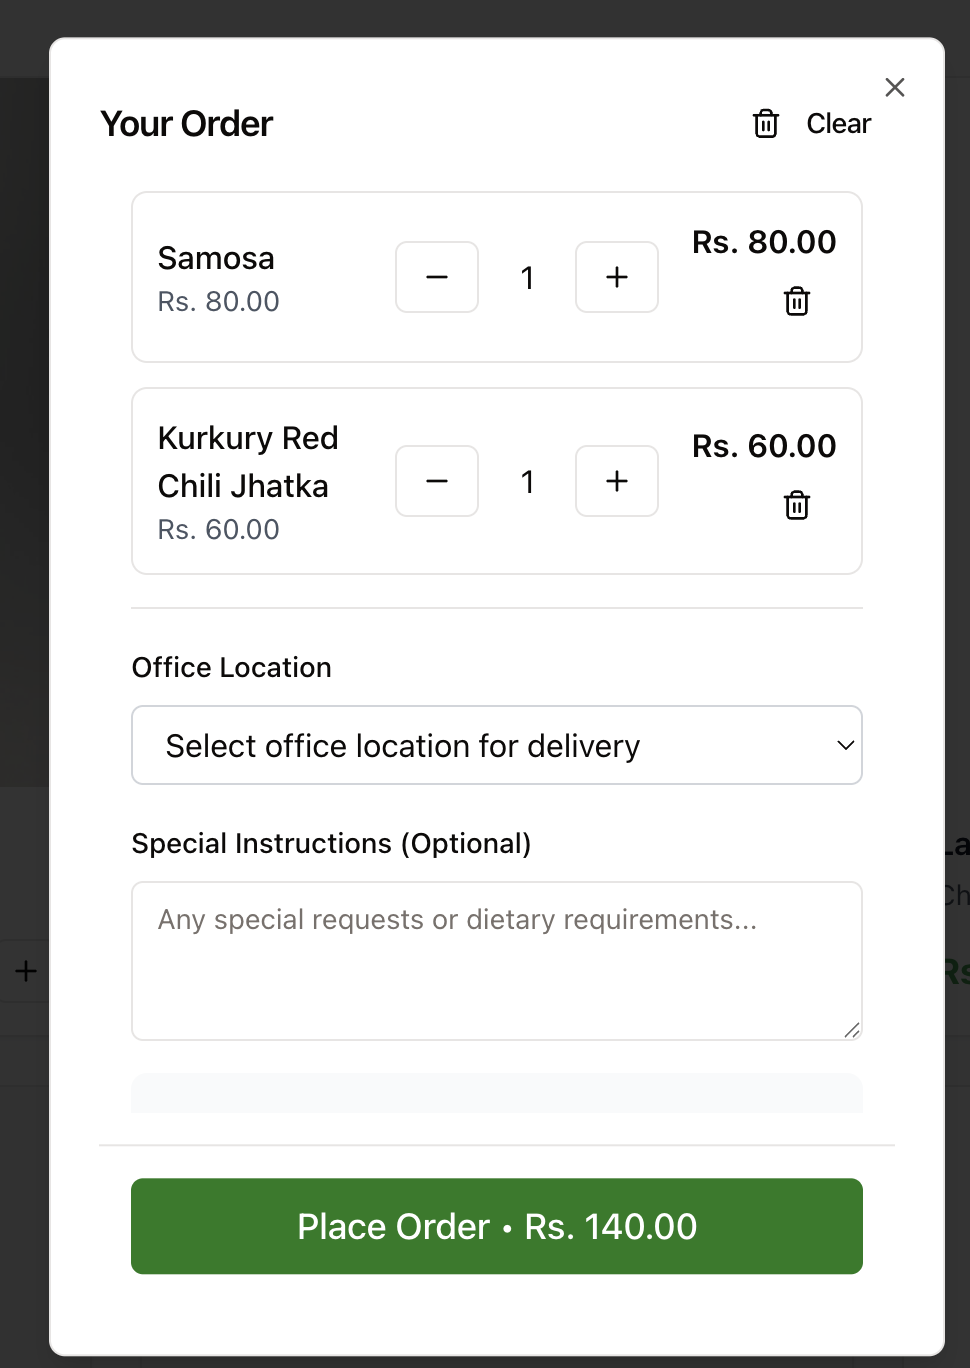 Your Order
Clear
Samosa
Rs. 80.00
1
Rs. 80.00
Kurkury Red
Chili Jhatka
Rs. 60.00
1
Rs. 60.00
Office Location
Select office location for delivery
Special Instructions (Optional)
Any special requests or dietary requirements...
Place Order • Rs. 140.00